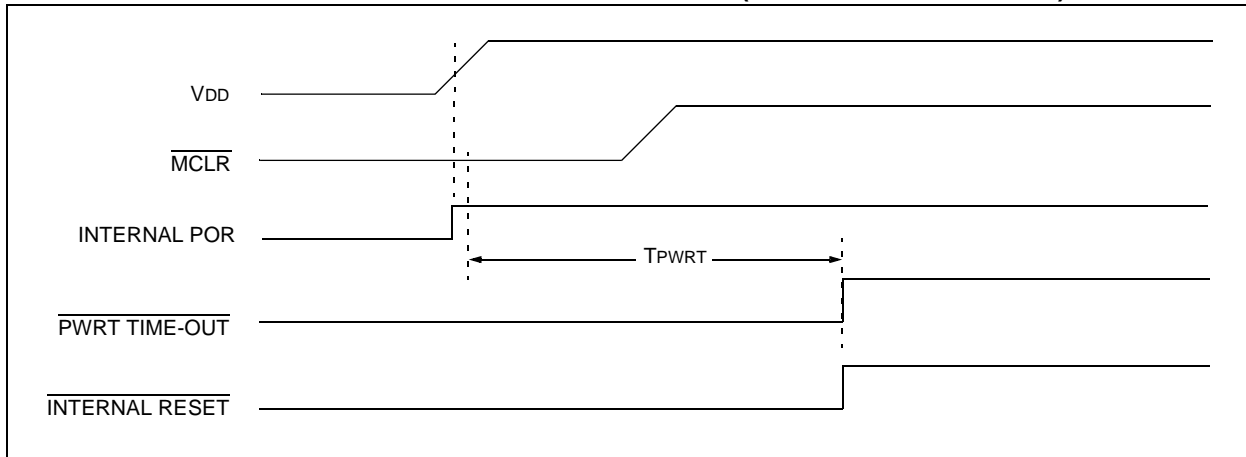 VDD
MCLR
INTERNAL POR
TPWRT
PWRT TIME-OUT
INTERNAL RESET